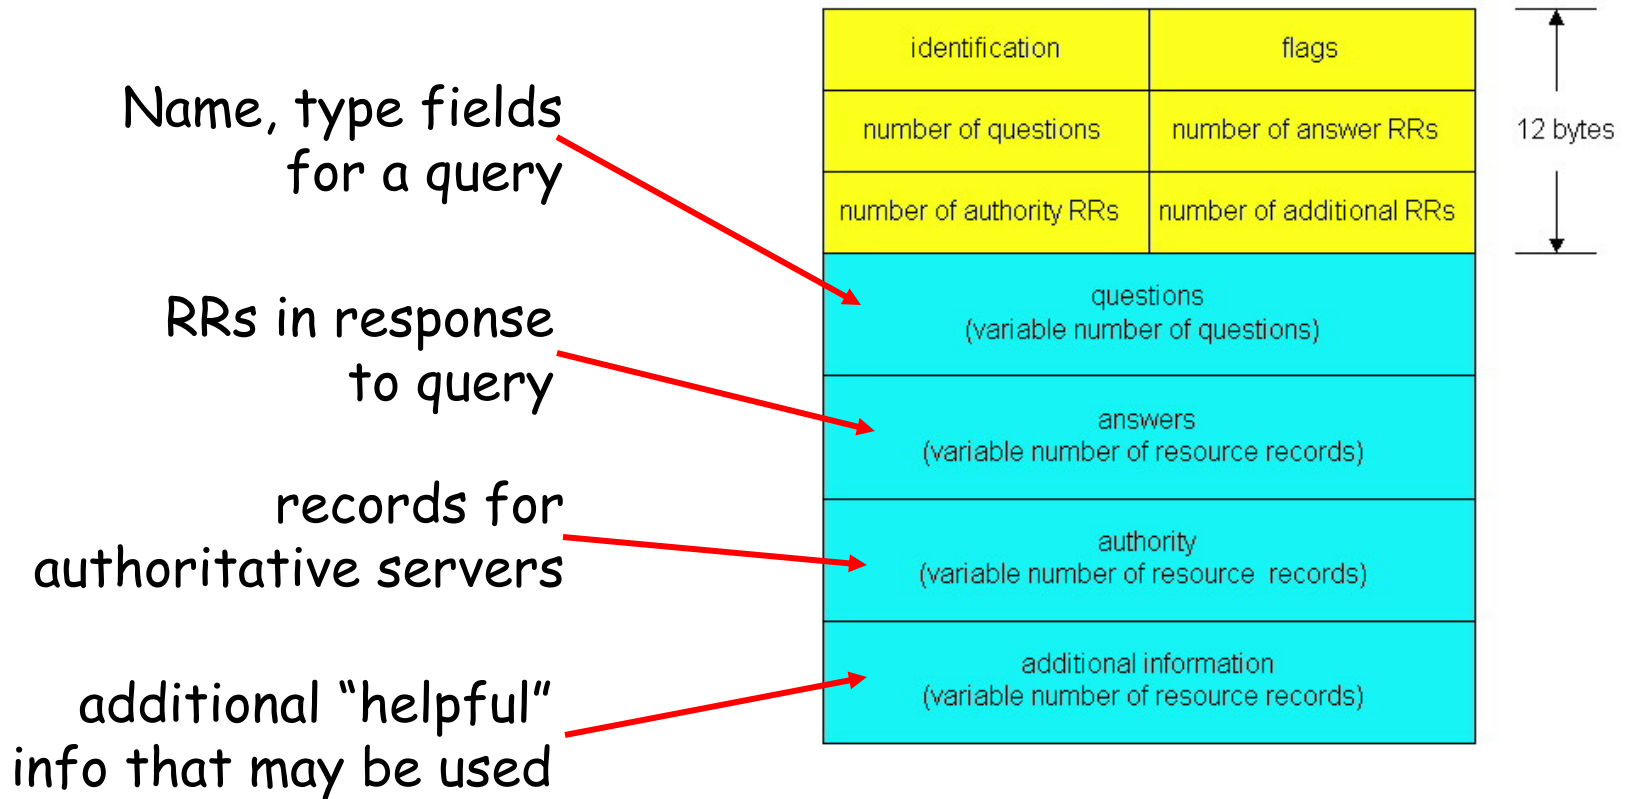 Name, type fields
for a query
RRs in response
to query
records for
authoritative servers
additional “helpful”
info that may be used
identification
flags
number of questions
number of answer RRs
number of authority RRs
number of additional RRs
12 bytes
questions
(variable number of questions)
answers
(variable number of resource records)
authority
(variable number of resource records)
additional information
(variable number of resource records)